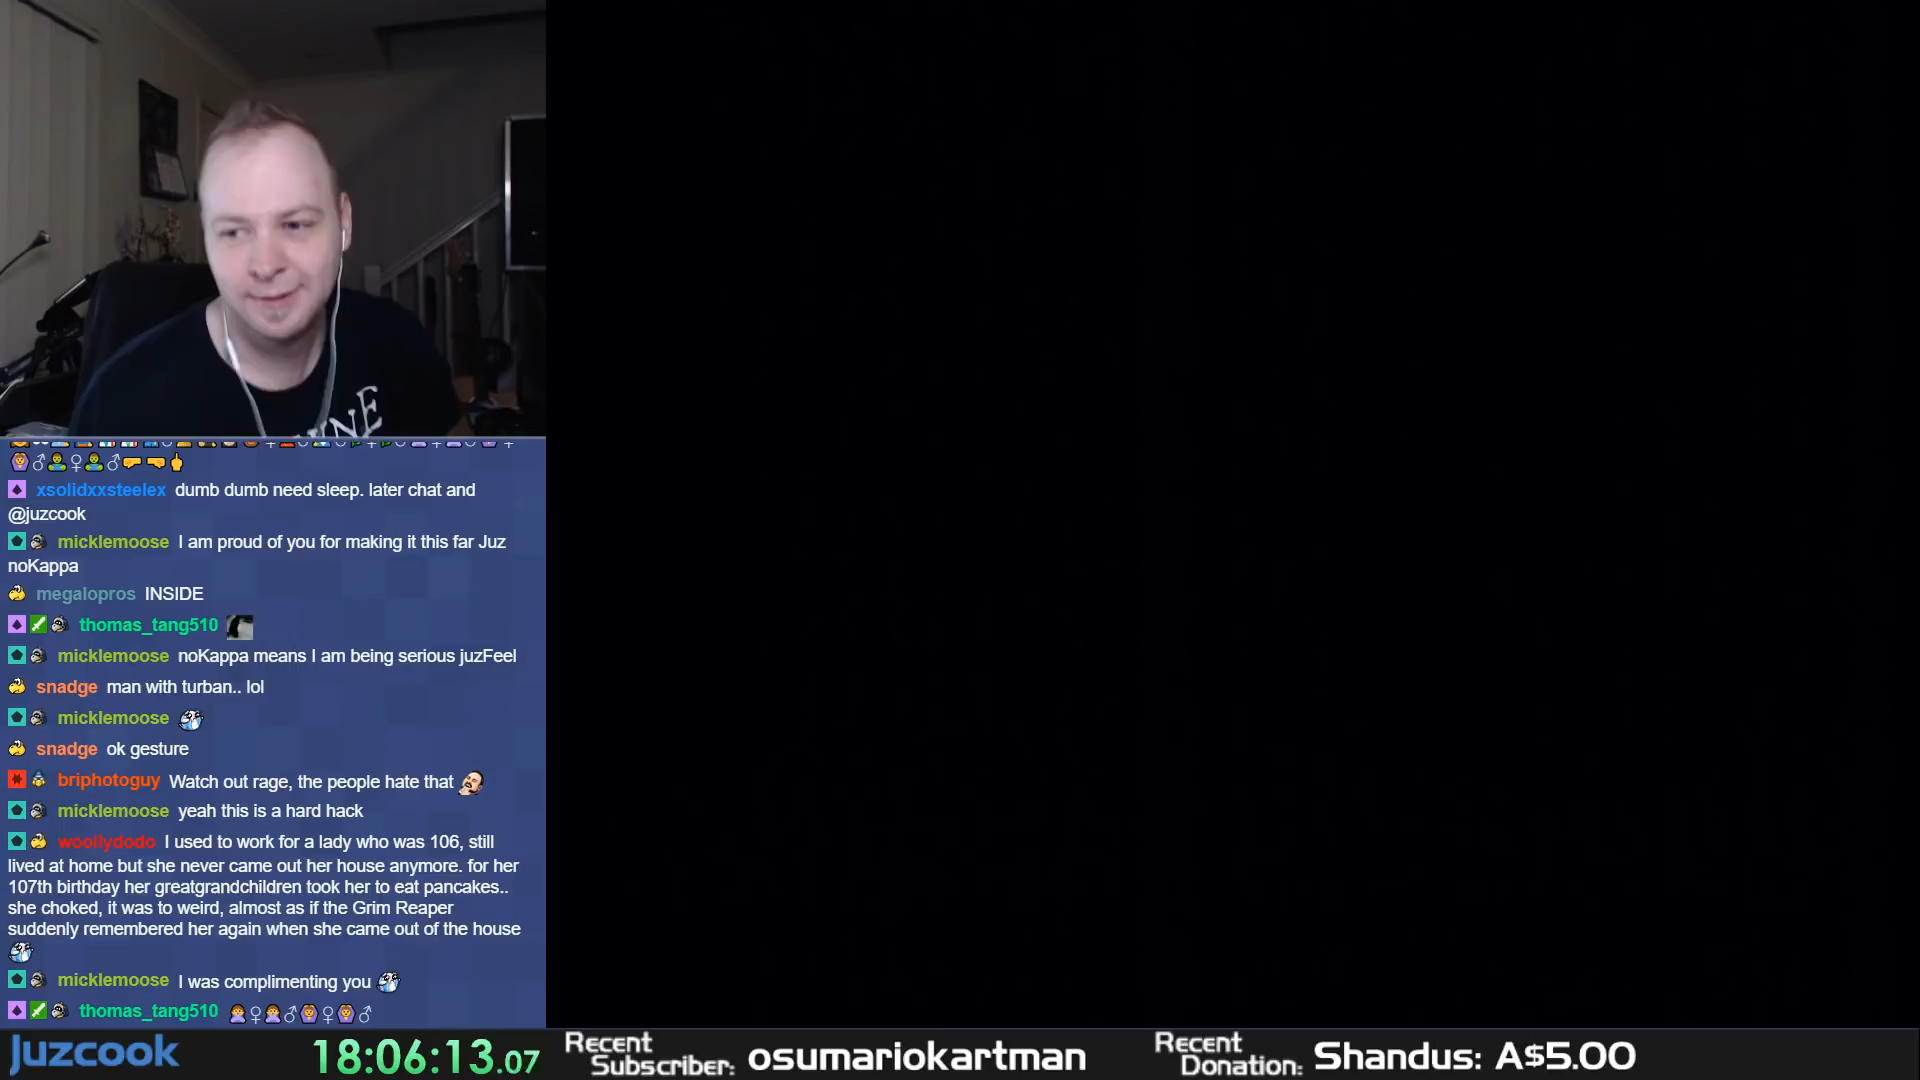 NE
xsolidxxsteelex dumb dumb need sleep. later chat and
@juzcook
micklemoose I am proud of you for making it this far Juz
noKappa
megalopros INSIDE
thomas_tang510
micklemoose noKappa means I am being serious juzFeel
snadge man with turban.. lol
micklemoose
snadge ok gesture
briphotoguy Watch out rage, the people hate that
micklemoose yeah this is a hard hack
woollydodo I used to work for a lady who was 106, still
lived at home but she never came out her house anymore. for her
107th birthday her greatgrandchildren took her to eat pancakes..
she choked, it was to weird, almost as if the Grim Reaper
suddenly remembered her again when she came out of the house
micklemoose I was complimenting you
thomas_tang510
Juzcook
18:06:13.07
Recent
Subscriber: osumariokartman
Recent
Donation: Shandus: A$5.00